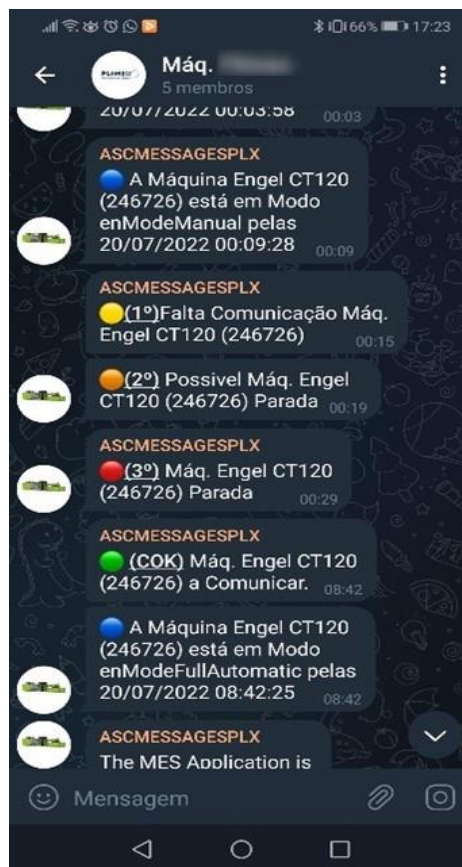 66% 17:23
Máq.
5 membros
20/07/2022 00:03:58 00:03
ASCMESSAGESPLX
A Máquina Engel CT120
(246726) está em Modo
enModeManual pelas
20/07/2022 00:09:28 00:09
ASCMESSAGESPLX
(1º)Falta Comunicação Máq.
Engel CT120 (246726) 00:15
(2º) Possivel Máq. Engel
CT120 (246726) Parada 00:19
ASCMESSAGESPLX
(3º) Máq. Engel CT120
(246726) Parada 00:29
ASCMESSAGESPLX
(COK) Máq. Engel CT120
(246726) a Comunicar. 08:42
A Máquina Engel CT120
(246726) está em Modo
enModeFullAutomatic pelas
20/07/2022 08:42:25 08:42
ASCMESSAGESPLX
The MES Application is
Mensagem